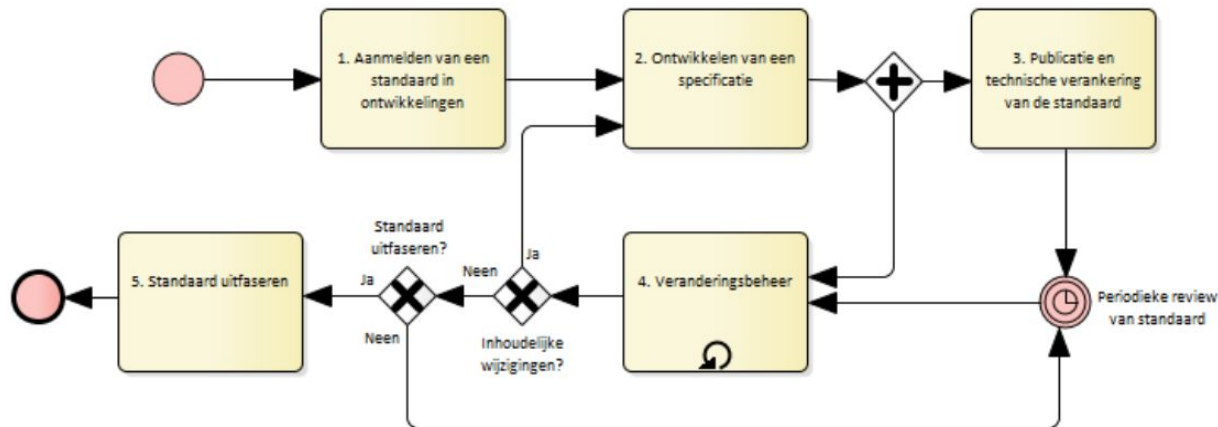 1. Aanmelden van een
standaard in
ontwikkelingen
2. Ontwikkelen van een
specificatie
3. Publicatie en
technische verankering
van de standaard
Standaard
uitfaseren?
Ja
5. Standaard uitfaseren
Ja
Neen
4. Veranderingsbeheer
Periodieke review
van standaard
Neen
Inhoudelijke
wijzigingen?